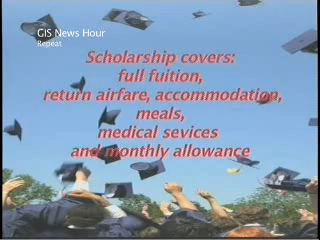 GIS News Hour
Repeat
Scholarship covers:
full fuition,
return airfare, accommodation,
meals,
medical sevices
and monthly allowance